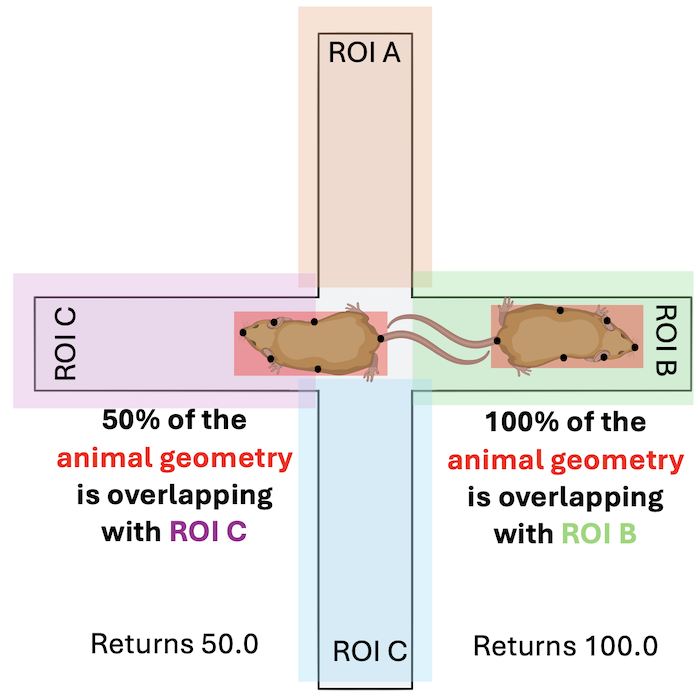 ROI A
ROI C
ROI B
50% of the
animal geometry
is overlapping
with ROI C
100% of the
animal geometry
is overlapping
with ROI B
Returns 50.0
ROI C
Returns 100.0